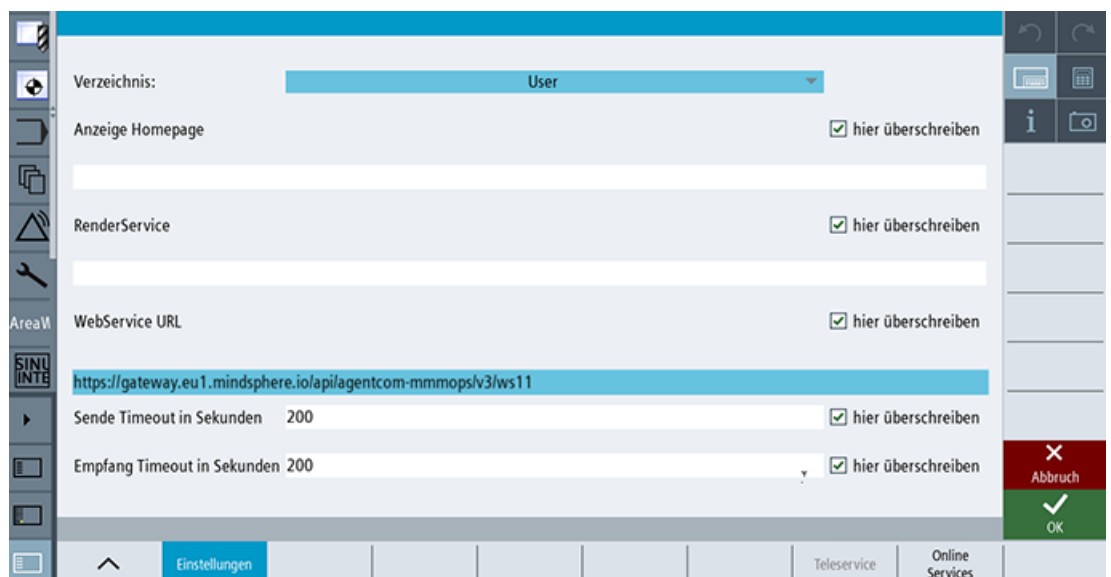 Verzeichnis: User
Anzeige Homepage hier überschreiben
RenderService hier überschreiben
AreaW
WebService URL hier überschreiben
SINU
INTE
https://gateway.eu1.mindsphere.io/api/agentcom-mmmops/v3/ws11
Sende Timeout in Sekunden 200 hier überschreiben
Empfang Timeout in Sekunden 200 hier überschreiben
Abbruch
OK
Einstellungen
Teleservice
Online
Services